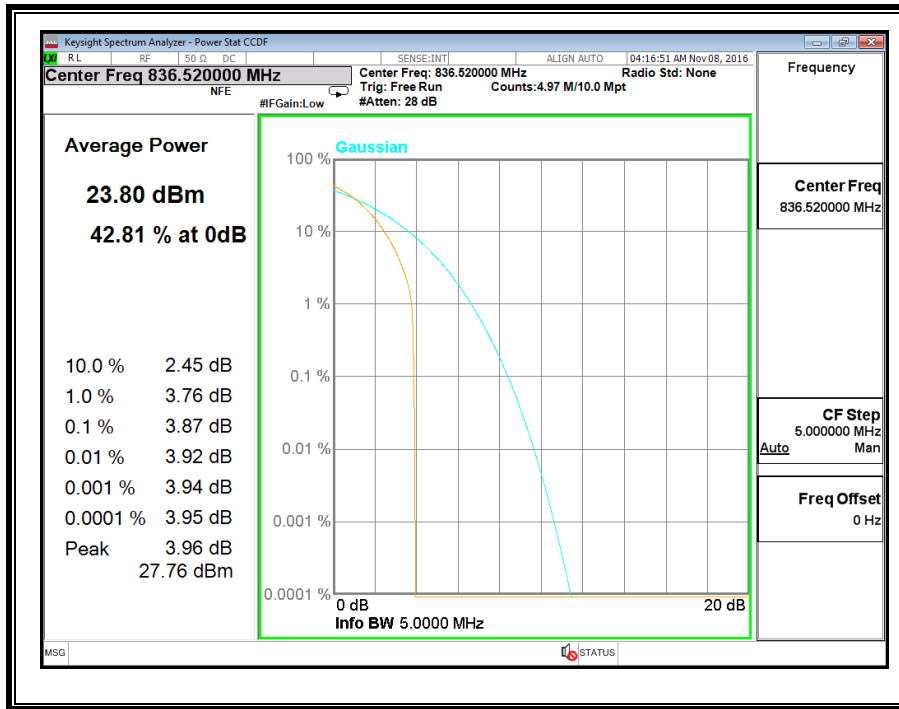 Keysight Spectrum Analyzer - Power Stat CCDF
LXI RL RF 50 Ω DC SENSE:INT ALIGN AUTO 04:16:51 AM Nov 08, 2016
Center Freq 836.520000 MHz
NFE
#IFGain:Low
Center Freq: 836.520000 MHz
Trig: Free Run
#Atten: 28 dB
Counts:4.97 M/10.0 Mpt
Radio Std: None
Average Power
23.80 dBm
42.81 % at 0dB
10.0 % 2.45 dB
1.0 % 3.76 dB
0.1 % 3.87 dB
0.01 % 3.92 dB
0.001 % 3.94 dB
0.0001 % 3.95 dB
Peak 3.96 dB
27.76 dBm
Gaussian
100 %
10 %
1 %
0.1 %
0.01 %
0.001 %
0.0001 %
0 dB 20 dB
Info BW 5.0000 MHz
Frequency
Center Freq
836.520000 MHz
CF Step
5.000000 MHz
Auto Man
Freq Offset
0 Hz
MSG STATUS